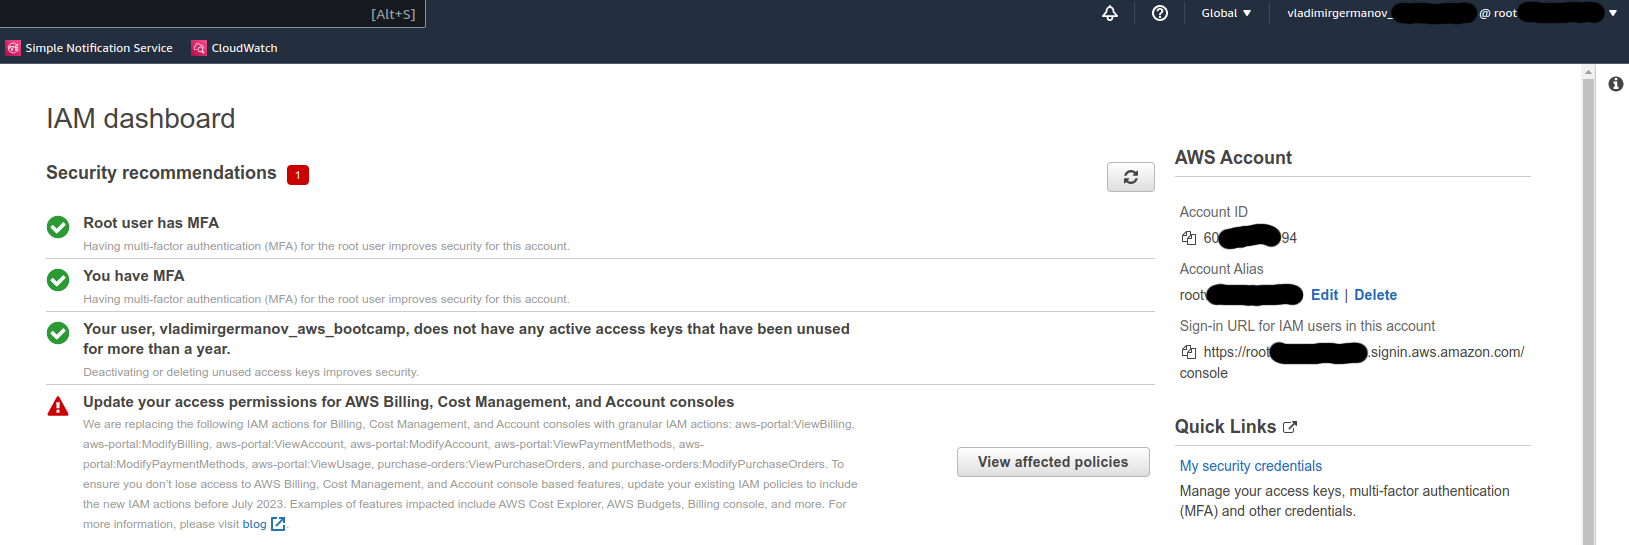 [Alt+S]
Global
vladimirgermanov_ @ root
Simple Notification Service
CloudWatch
IAM dashboard
Security recommendations 1
Root user has MFA
Having multi-factor authentication (MFA) for the root user improves security for this account.
You have MFA
Having multi-factor authentication (MFA) for the root user improves security for this account.
Your user, vladimirgermanov_aws_bootcamp, does not have any active access keys that have been unused
for more than a year.
Deactivating or deleting unused access keys improves security.
Update your access permissions for AWS Billing, Cost Management, and Account consoles
We are replacing the following IAM actions for Billing, Cost Management, and Account consoles with granular IAM actions: aws-portal:ViewBilling,
aws-portal:ModifyBilling, aws-portal:ViewAccount, aws-portal:ModifyAccount, aws-portal:ViewPaymentMethods, aws-
portal:ModifyPaymentMethods, aws-portal:ViewUsage, purchase-orders:ViewPurchaseOrders, and purchase-orders:ModifyPurchaseOrders. To
ensure you don't lose access to AWS Billing, Cost Management, and Account console based features, update your existing IAM policies to include
the new IAM actions before July 2023. Examples of features impacted include AWS Cost Explorer, AWS Budgets, Billing console, and more. For
more information, please visit blog .
View affected policies
AWS Account
Account ID
60 94
Account Alias
root Edit | Delete
Sign-in URL for IAM users in this account
https://root .signin.aws.amazon.com/
console
Quick Links
My security credentials
Manage your access keys, multi-factor authentication
(MFA) and other credentials.